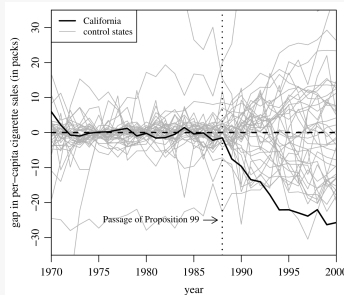 California
control states
gap in per-capita cigarette sales (in packs)
30
20
10
0
−10
−20
−30
Passage of Proposition 99
1970
1975
1980
1985
1990
1995
2000
year